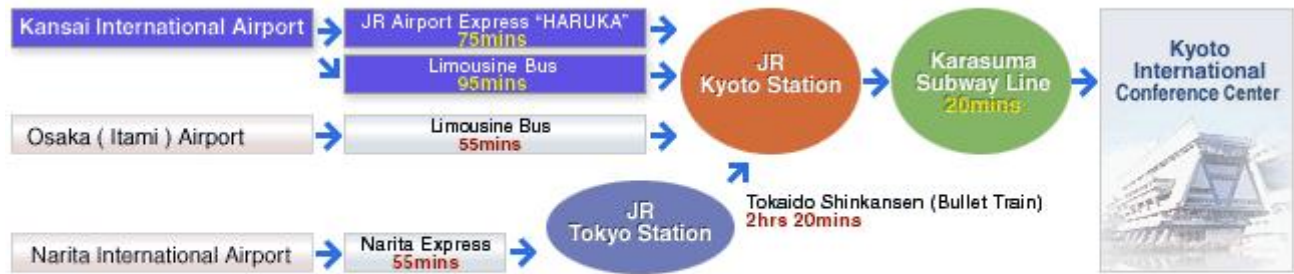 Kansai International Airport
JR Airport Express “HARUKA”
75mins
Limousine Bus
95mins
Osaka ( Itami ) Airport
Limousine Bus
55mins
Narita International Airport
Narita Express
55mins
JR
Tokyo Station
Tokaido Shinkansen (Bullet Train)
2hrs 20mins
JR
Kyoto Station
Karasuma
Subway Line
20mins
Kyoto
International
Conference Center